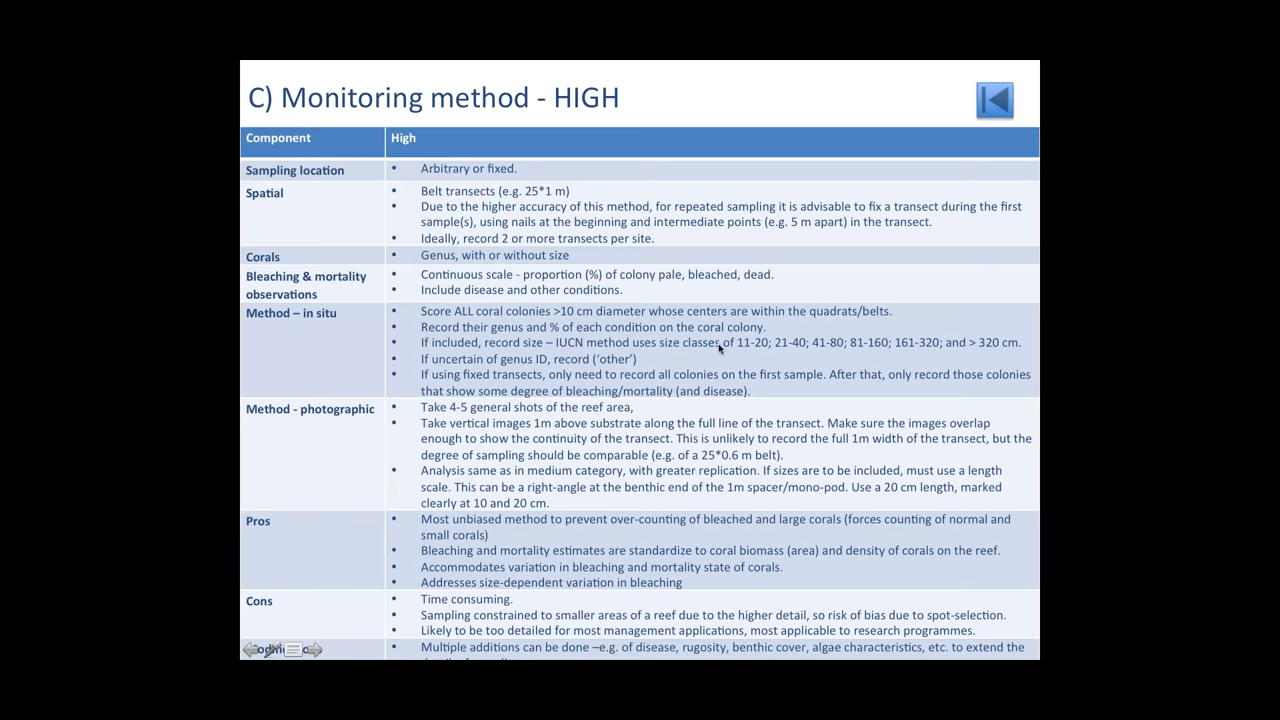 C) Monitoring method - HIGH
Component
High
Sampling location
• Arbitrary or fixed.
Spatial
• Belt transects (e.g. 25*1 m)
• Due to the higher accuracy of this method, for repeated sampling it is advisable to fix a transect during the first
sample(s), using nails at the beginning and intermediate points (e.g. 5 m apart) in the transect.
• Ideally, record 2 or more transects per site.
Corals
• Genus, with or without size
Bleaching & mortality
observations
• Continuous scale - proportion (%) of colony pale, bleached, dead.
• Include disease and other conditions.
Method – in situ
• Score ALL coral colonies >10 cm diameter whose centers are within the quadrats/belts.
• Record their genus and % of each condition on the coral colony.
• If included, record size – IUCN method uses size classes of 11-20; 21-40; 41-80; 81-160; 161-320; and > 320 cm.
• If uncertain of genus ID, record (‘other’)
• If using fixed transects, only need to record all colonies on the first sample. After that, only record those colonies
that show some degree of bleaching/mortality (and disease).
Method - photographic
• Take 4-5 general shots of the reef area,
• Take vertical images 1m above substrate along the full line of the transect. Make sure the images overlap
enough to show the continuity of the transect. This is unlikely to record the full 1m width of the transect, but the
degree of sampling should be comparable (e.g. of a 25*0.6 m belt).
• Analysis same as in medium category, with greater replication. If sizes are to be included, must use a length
scale. This can be a right-angle at the benthic end of the 1m spacer/mono-pod. Use a 20 cm length, marked
clearly at 10 and 20 cm.
Pros
• Most unbiased method to prevent over-counting of bleached and large corals (forces counting of normal and
small corals)
• Bleaching and mortality estimates are standardize to coral biomass (area) and density of corals on the reef.
• Accommodates variation in bleaching and mortality state of corals.
• Addresses size-dependent variation in bleaching
Cons
• Time consuming.
• Sampling constrained to smaller areas of a reef due to the higher detail, so risk of bias due to spot-selection.
• Likely to be too detailed for most management applications, most applicable to research programmes.
• Multiple additions can be done –e.g. of disease, rugosity, benthic cover, algae characteristics, etc. to extend the